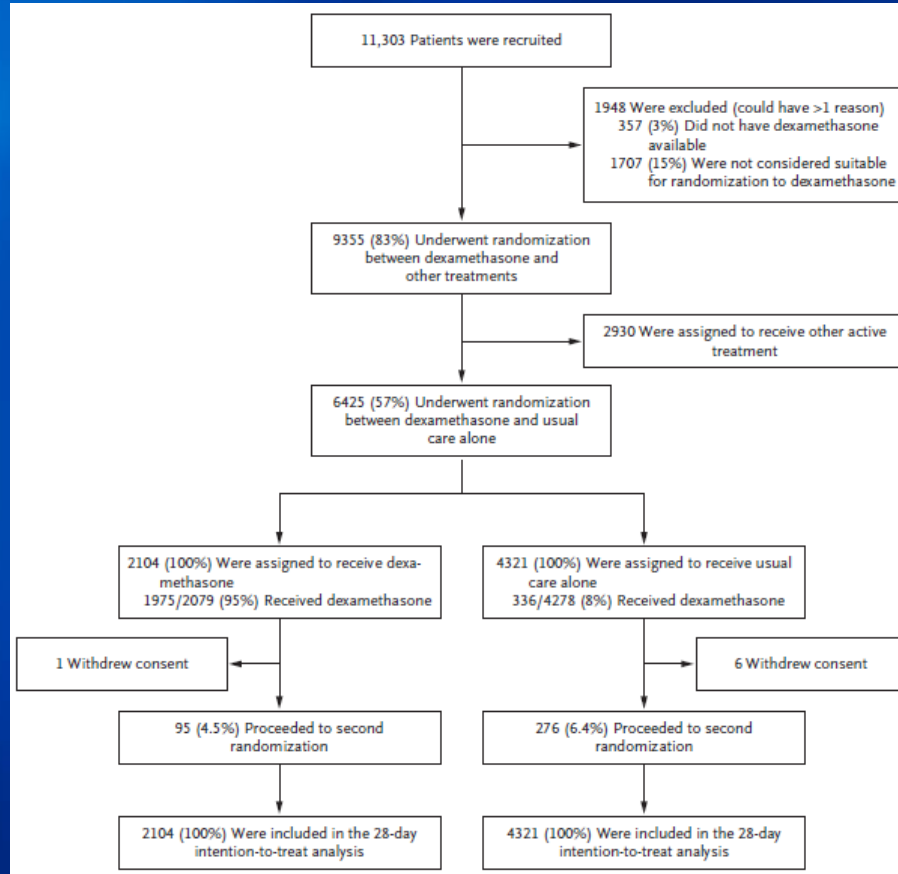 11,303 Patients were recruited
1948 Were excluded (could have >1 reason)
357 (3%) Did not have dexamethasone
available
1707 (15%) Were not considered suitable
for randomization to dexamethasone
9355 (83%) Underwent randomization
between dexamethasone and
other treatments
2930 Were assigned to receive other active
treatment
6425 (57%) Underwent randomization
between dexamethasone and usual
care alone
2104 (100%) Were assigned to receive dexa-
methasone
1975/2079 (95%) Received dexamethasone
4321 (100%) Were assigned to receive usual
care alone
336/4278 (8%) Received dexamethasone
1 Withdrew consent
6 Withdrew consent
95 (4.5%) Proceeded to second
randomization
276 (6.4%) Proceeded to second
randomization
2104 (100%) Were included in the 28-day
intention-to-treat analysis
4321 (100%) Were included in the 28-day
intention-to-treat analysis